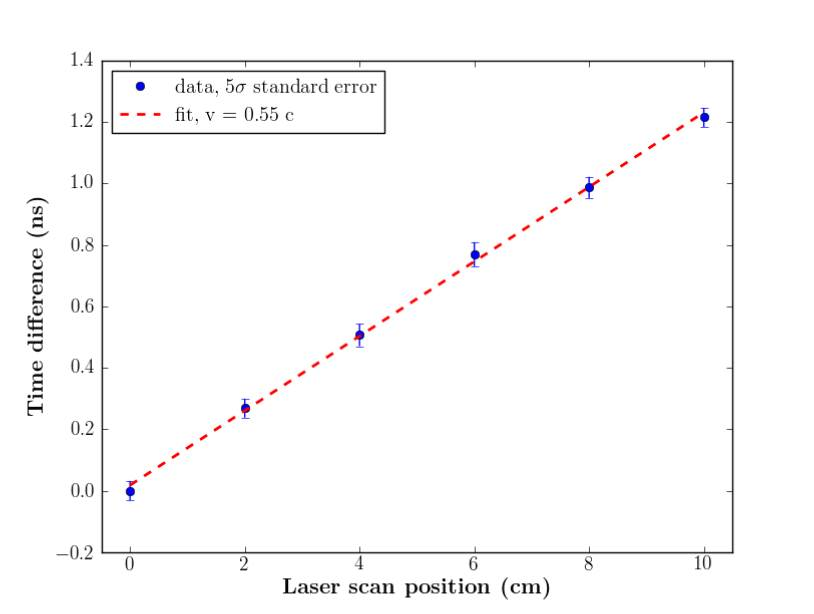 1.4
data, 5σ standard error
fit, v = 0.55 c
1.2
1.0
0.8
0.6
0.4
0.2
0.0
−0.2
Time difference (ns)
0 2 4 6 8 10
Laser scan position (cm)